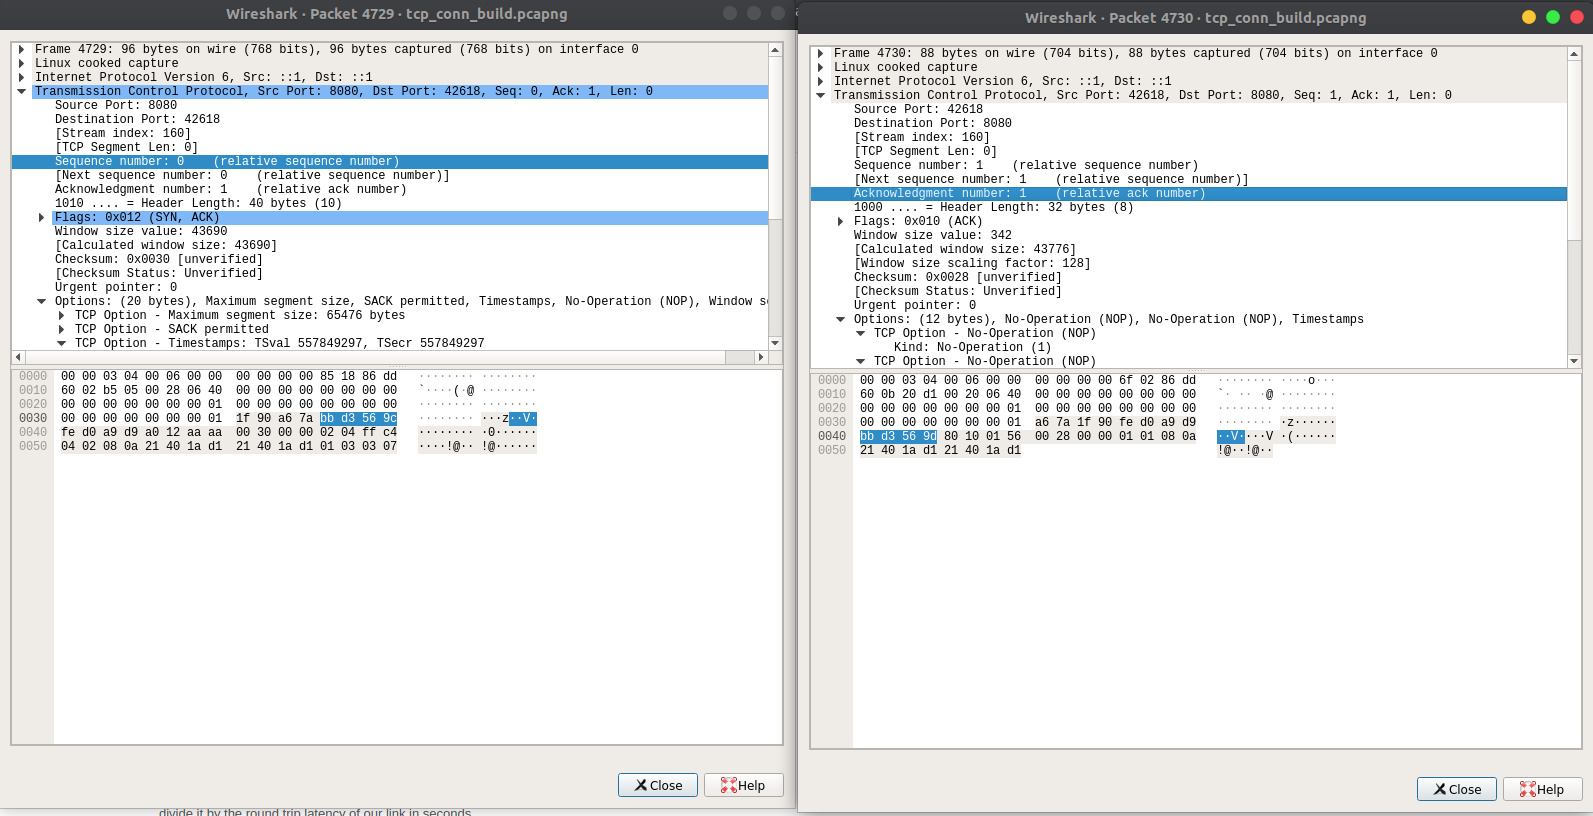 Wireshark · Packet 4729 · tcp_conn_build.pcapng
Frame 4729: 96 bytes on wire (768 bits), 96 bytes captured (768 bits) on interface 0
Linux cooked capture
Internet Protocol Version 6, Src: ::1, Dst: ::1
Transmission Control Protocol, Src Port: 8080, Dst Port: 42618, Seq: 0, Ack: 1, Len: 0
Source Port: 8080
Destination Port: 42618
[Stream index: 160]
[TCP Segment Len: 0]
Sequence number: 0    (relative sequence number)
[Next sequence number: 0    (relative sequence number)]
Acknowledgment number: 1    (relative ack number)
1010 .... = Header Length: 40 bytes (10)
Flags: 0x012 (SYN, ACK)
Window size value: 43690
[Calculated window size: 43690]
Checksum: 0x0030 [unverified]
[Checksum Status: Unverified]
Urgent pointer: 0
Options: (20 bytes), Maximum segment size, SACK permitted, Timestamps, No-Operation (NOP), Window s
TCP Option - Maximum segment size: 65476 bytes
TCP Option - SACK permitted
TCP Option - Timestamps: TSval 557849297, TSecr 557849297
0000  00 00 03 04 00 06 00 00  00 00 00 00 85 18 86 dd  ········ ········
0010  60 02 b5 05 00 28 06 40  00 00 00 00 00 00 00 00  `····(·@ ········
0020  00 00 00 00 00 00 00 01  00 00 00 00 00 00 00 00  ········ ········
0030  00 00 00 00 00 00 00 01  1f 90 a6 7a bb d3 56 9c  ········ ···z··V·
0040  fe d0 a9 d9 a0 12 aa aa  00 30 00 00 02 04 ff c4  ········ ·0······
0050  04 02 08 0a 21 40 1a d1  21 40 1a d1 01 03 03 07  ····!@·· !@······
Close
Help
divide it by the round trip latency of our link in seconds
Wireshark · Packet 4730 · tcp_conn_build.pcapng
Frame 4730: 88 bytes on wire (704 bits), 88 bytes captured (704 bits) on interface 0
Linux cooked capture
Internet Protocol Version 6, Src: ::1, Dst: ::1
Transmission Control Protocol, Src Port: 42618, Dst Port: 8080, Seq: 1, Ack: 1, Len: 0
Source Port: 42618
Destination Port: 8080
[Stream index: 160]
[TCP Segment Len: 0]
Sequence number: 1    (relative sequence number)
[Next sequence number: 1    (relative sequence number)]
Acknowledgment number: 1    (relative ack number)
1000 .... = Header Length: 32 bytes (8)
Flags: 0x010 (ACK)
Window size value: 342
[Calculated window size: 43776]
[Window size scaling factor: 128]
Checksum: 0x0028 [unverified]
[Checksum Status: Unverified]
Urgent pointer: 0
Options: (12 bytes), No-Operation (NOP), No-Operation (NOP), Timestamps
TCP Option - No-Operation (NOP)
Kind: No-Operation (1)
TCP Option - No-Operation (NOP)
0000  00 00 03 04 00 06 00 00  00 00 00 00 6f 02 86 dd  ········ ····o···
0010  60 0b 20 d1 00 20 06 40  00 00 00 00 00 00 00 00  `· ·· ·@ ········
0020  00 00 00 00 00 00 00 01  00 00 00 00 00 00 00 00  ········ ········
0030  00 00 00 00 00 00 00 01  a6 7a 1f 90 fe d0 a9 d9  ········ ·z······
0040  bb d3 56 9d 80 10 01 56  00 28 00 00 01 01 08 0a  ··V····V ·(······
0050  21 40 1a d1 21 40 1a d1  !@··!@··
Close
Help